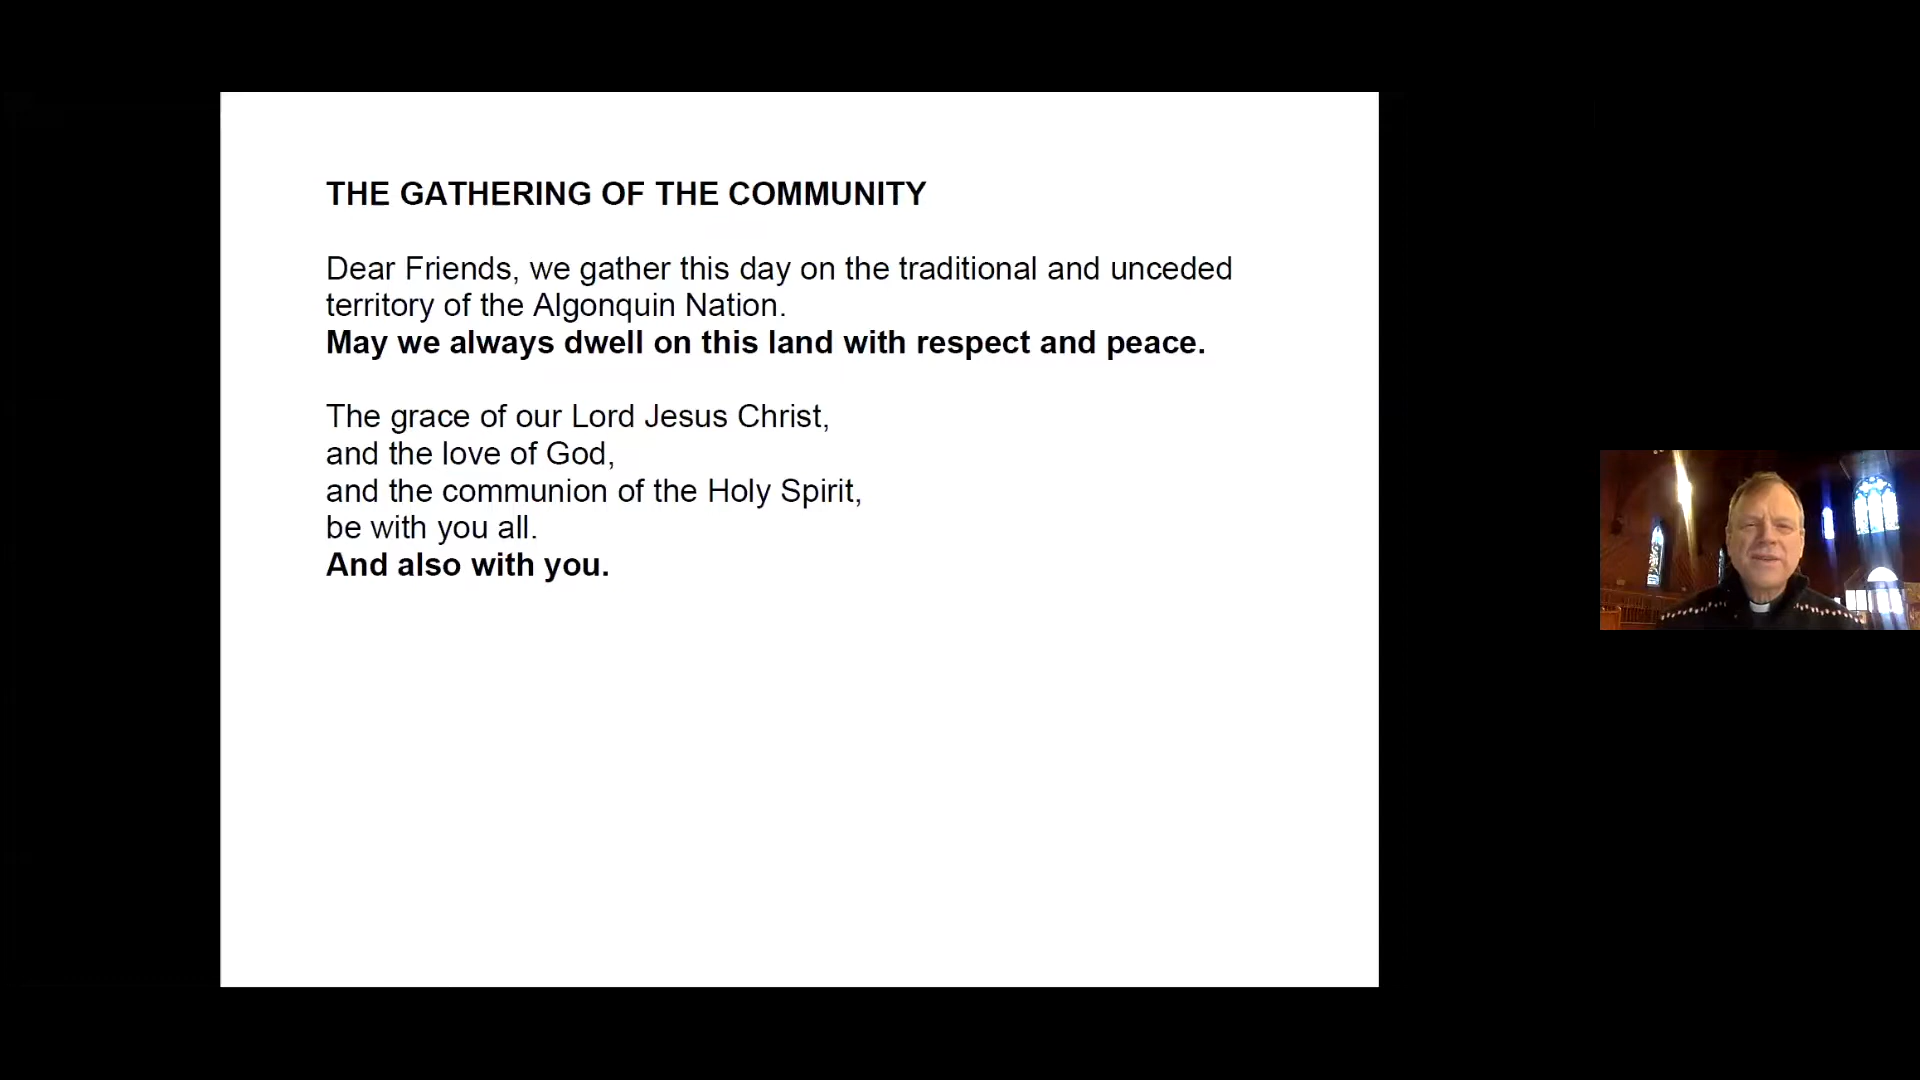 THE GATHERING OF THE COMMUNITY
Dear Friends, we gather this day on the traditional and unceded
territory of the Algonquin Nation.
May we always dwell on this land with respect and peace.
The grace of our Lord Jesus Christ,
and the love of God,
and the communion of the Holy Spirit,
be with you all.
And also with you.